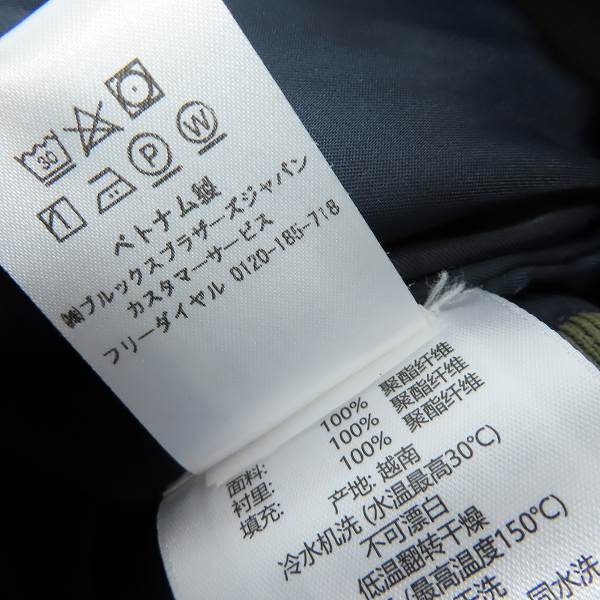 30
P W
ベトナム製
㈱ブルックスブラザーズジャパン
カスタマーサービス
フリーダイヤル 0120-185-718
面料: 100% 聚酯纤维
衬里: 100% 聚酯纤维
填充: 100% 聚酯纤维
产地: 越南
冷水机洗 (水温最高30℃)
不可漂白
低温翻转干燥
(最高温度150℃)
同水洗